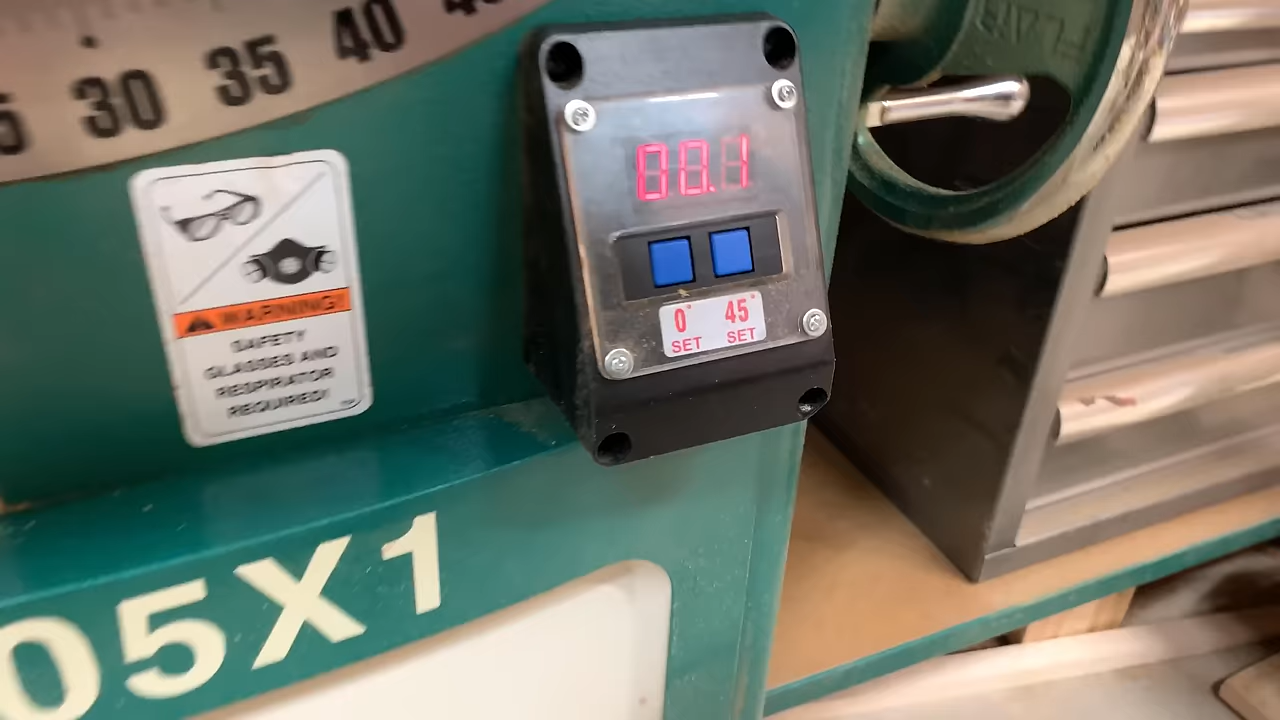 30 35 40
00.1
0° 45°
SET SET
WARNING!
SAFETY
GLASSES AND
RESPIRATOR
REQUIRED!
05X1